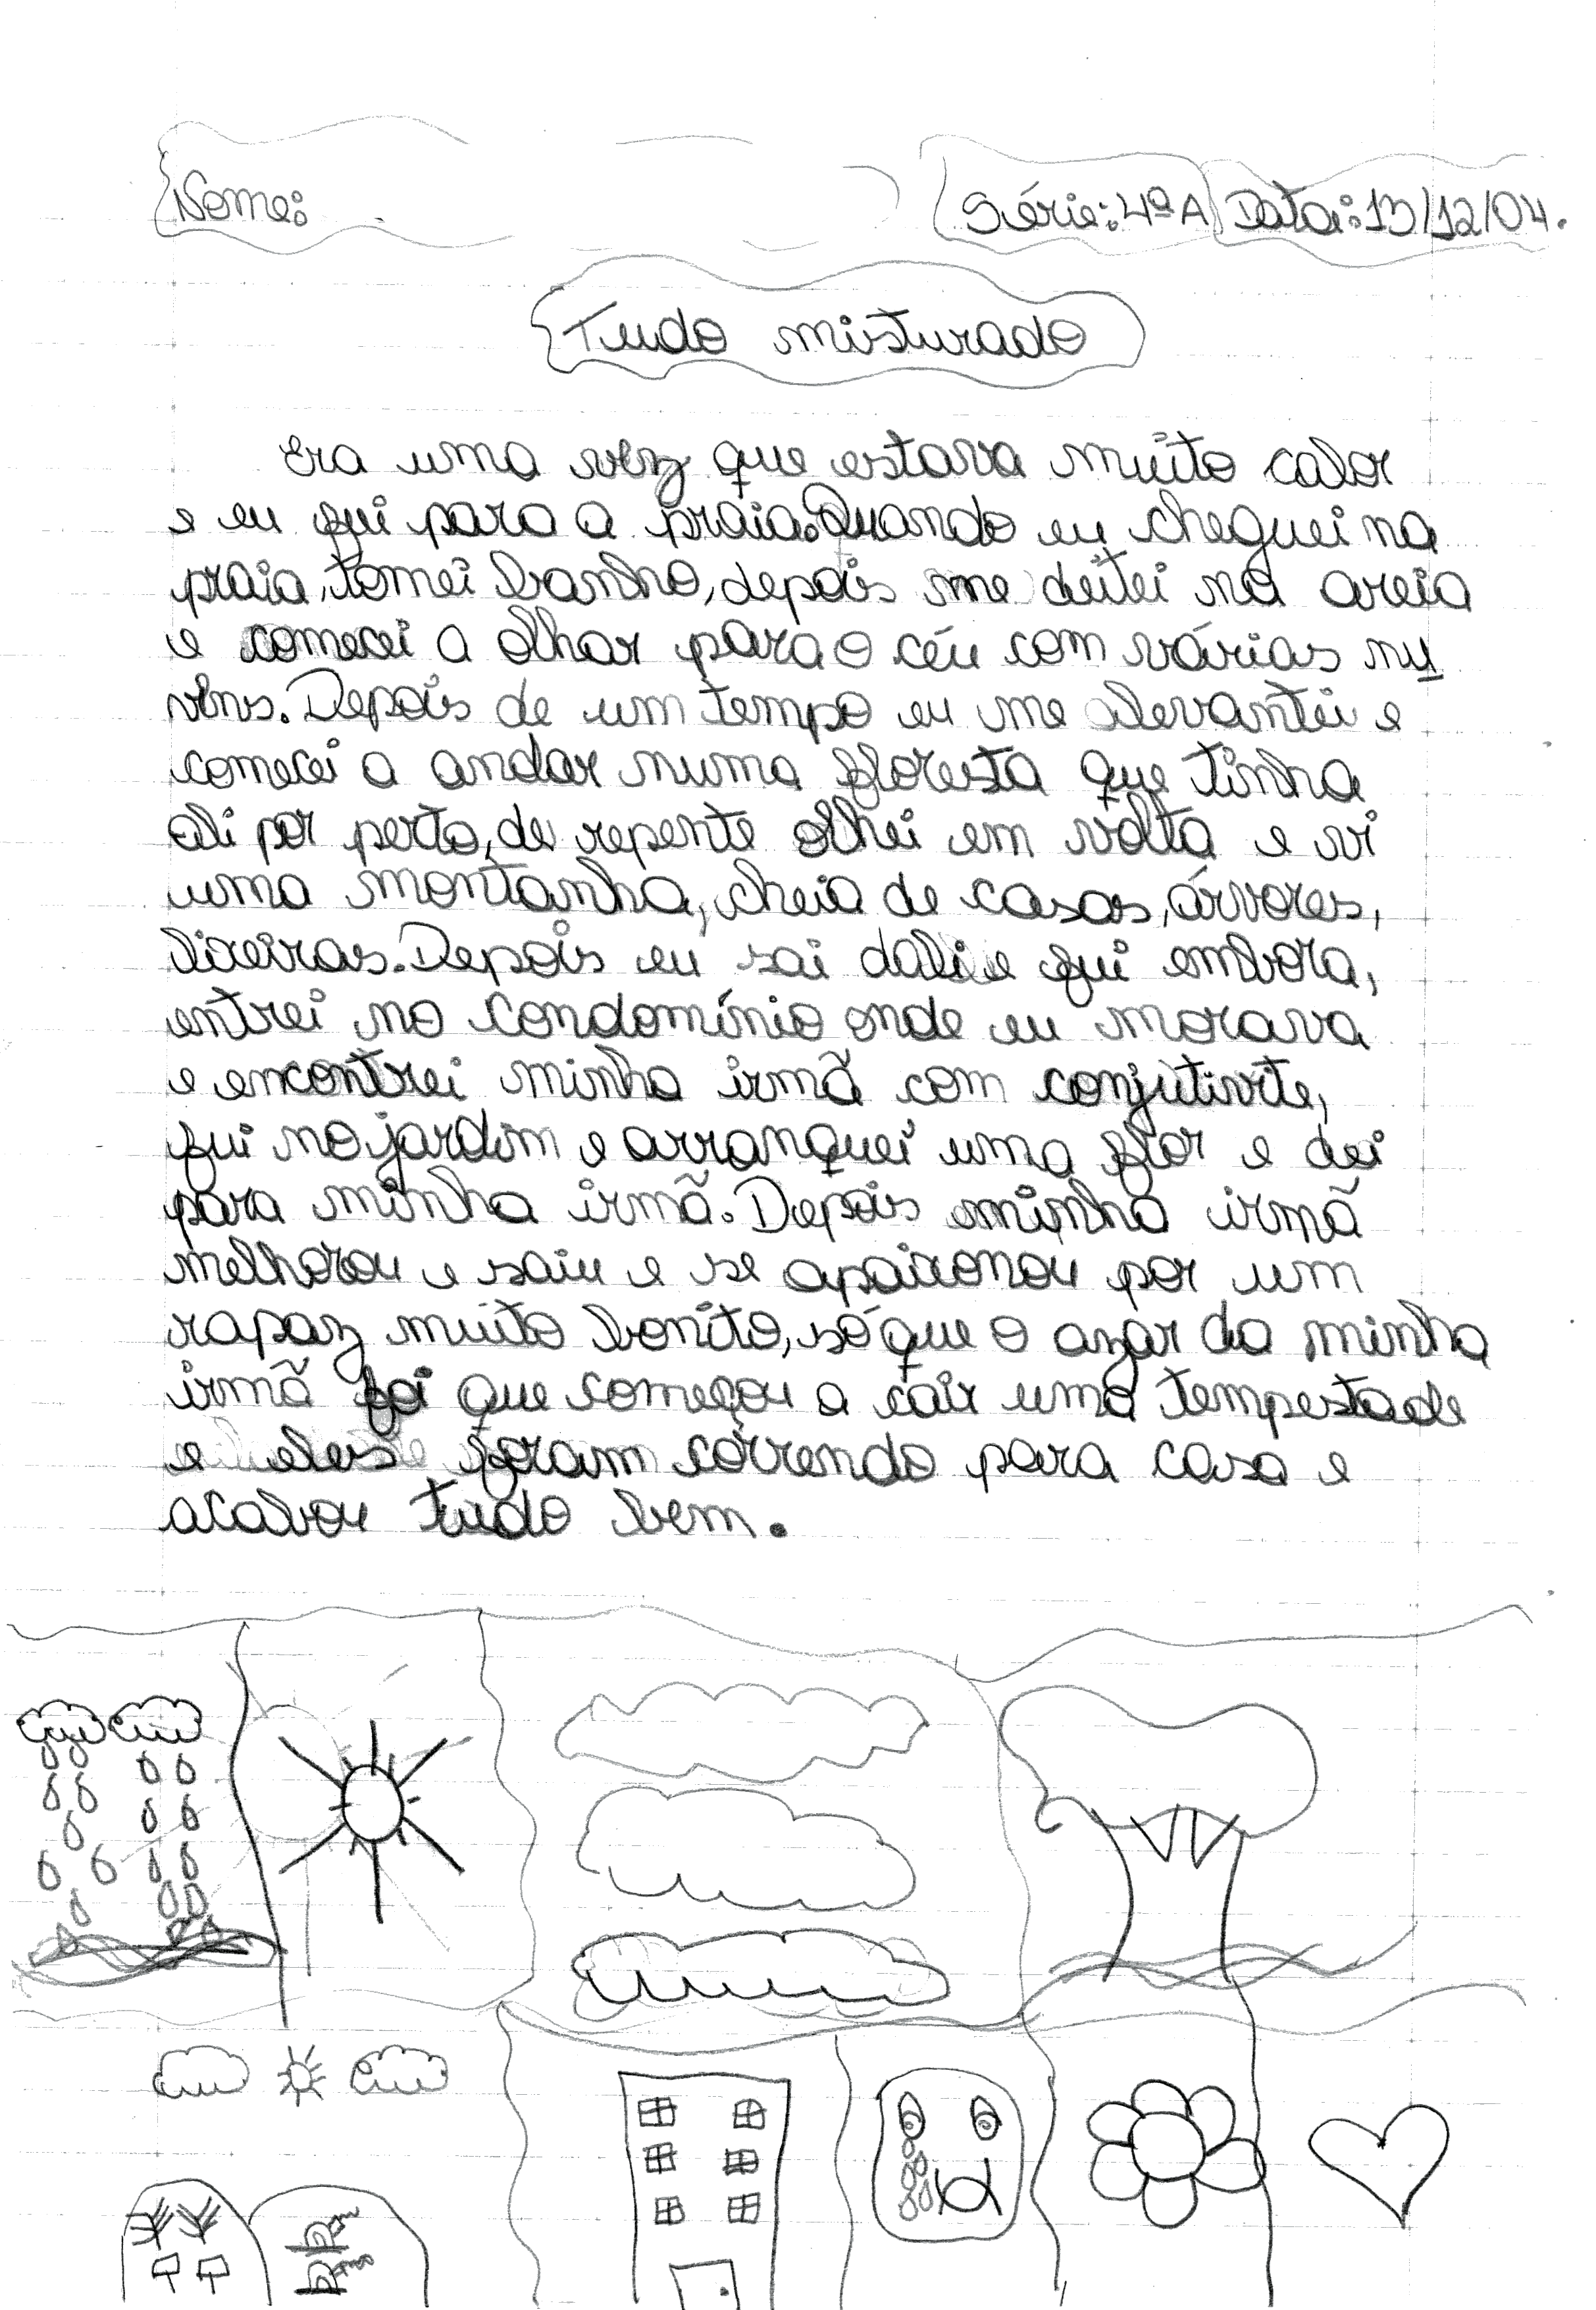 Nome:
Série: 4ª A Data: 13/12/04.
Tudo misturado
Era uma vez que estava muito calor
e eu fui para a praia. Quando eu cheguei na
praia, tomei banho, depois me deitei na areia
e comecei a olhar para o céu com várias nu
vens. Depois de um tempo eu me alevantei e
comecei a andar numa floresta que tinha
ali por perto, de repente olhei em volta e vi
uma montanha, cheia de casas, árvores,
lixeiras. Depois eu sai dali e fui embora,
entrei no condomínio onde eu morava
e encontrei minha irmã com conjutivite,
fui no jardim e arranquei uma flor e dei
para minha irmã. Depois minha irmã
melhorou e saiu e se apaixonou por um
rapaz muito bonito, só que o azar da minha
irmã foi que começou a cair uma tempestade
e eles foram correndo para casa e
acabou tudo bem.